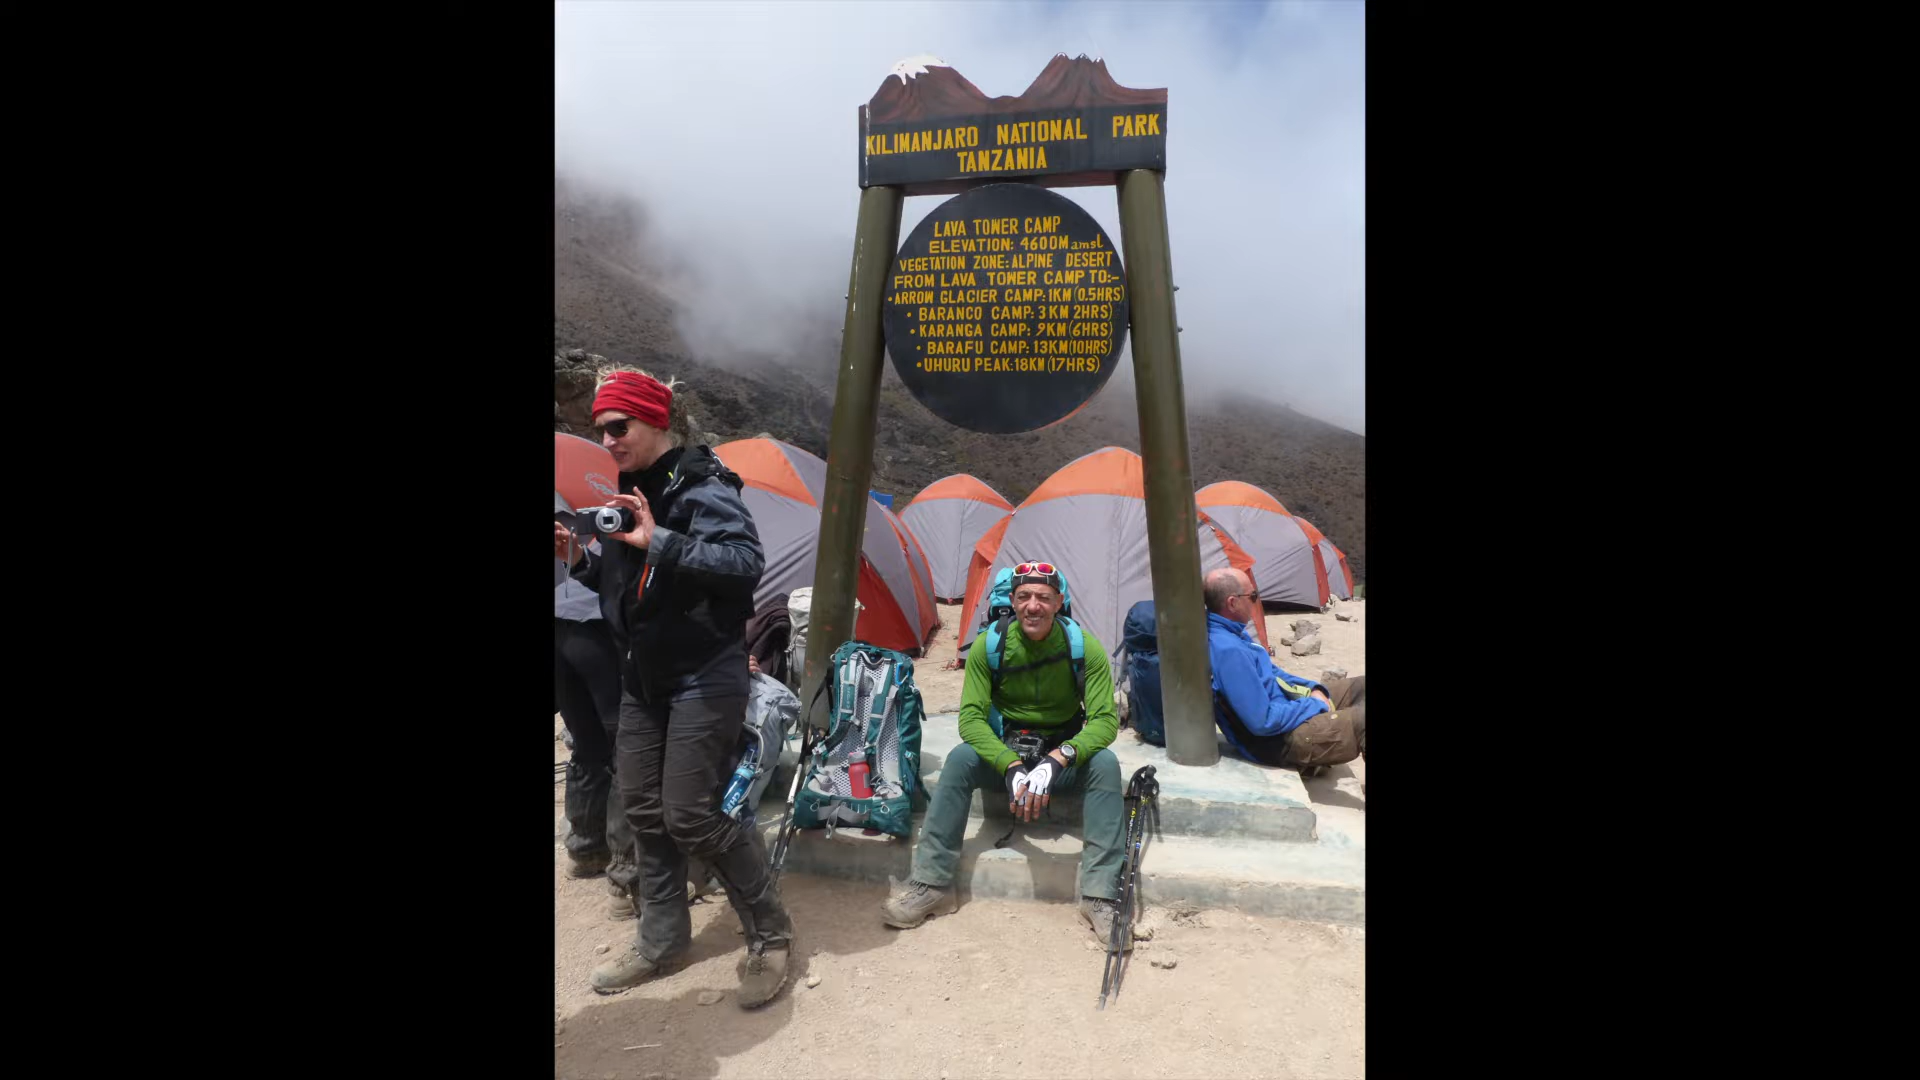 KILIMANJARO NATIONAL PARK
TANZANIA
LAVA TOWER CAMP
ELEVATION: 4600M amsl
VEGETATION ZONE: ALPINE DESERT
FROM LAVA TOWER CAMP TO:-
• ARROW GLACIER CAMP: 1KM (0.5HRS)
• BARANCO CAMP: 3KM 2HRS)
• KARANGA CAMP: 9KM (6HRS)
• BARAFU CAMP: 13KM (10HRS)
• UHURU PEAK: 18KM (17HRS)